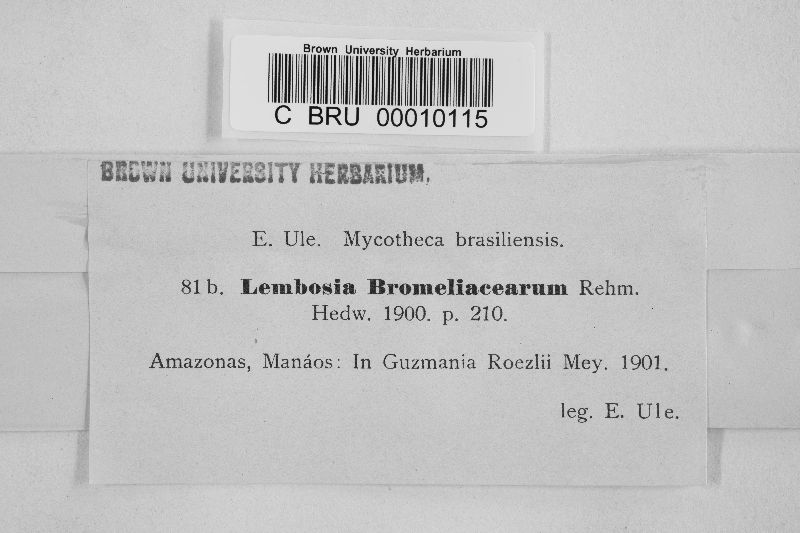 Brown University Herbarium
C BRU 00010115
BROWN UNIVERSITY HERBARIUM.
E. Ule. Mycotheca brasiliensis.
81 b. Lembosia Bromeliacearum Rehm.
Hedw. 1900. p. 210.
Amazonas, Manáos: In Guzmania Roezlii Mey. 1901.
leg. E. Ule.